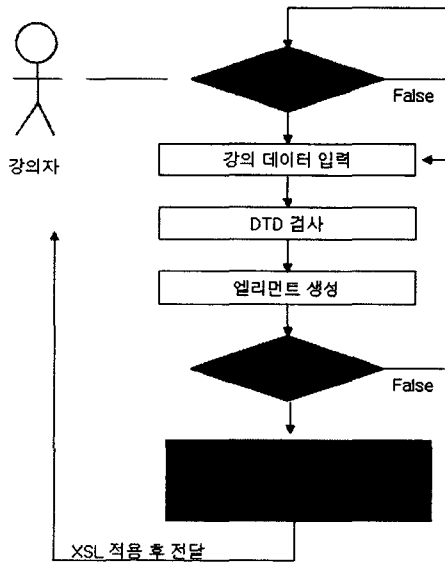 False
강의자
강의 데이터 입력
DTD 검사
엘리먼트 생성
False
XSL 적용 후 전달